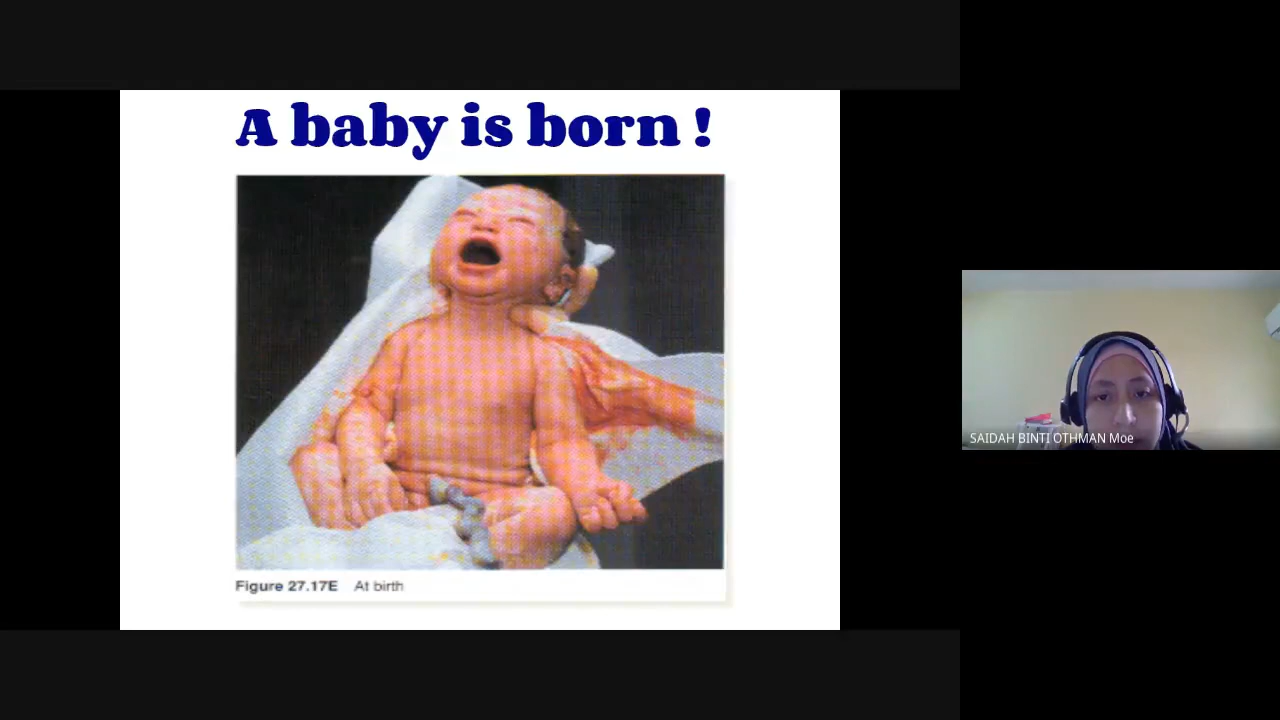 A baby is born !
Figure 27.17E At birth
SAIDAH BINTI OTHMAN Moe